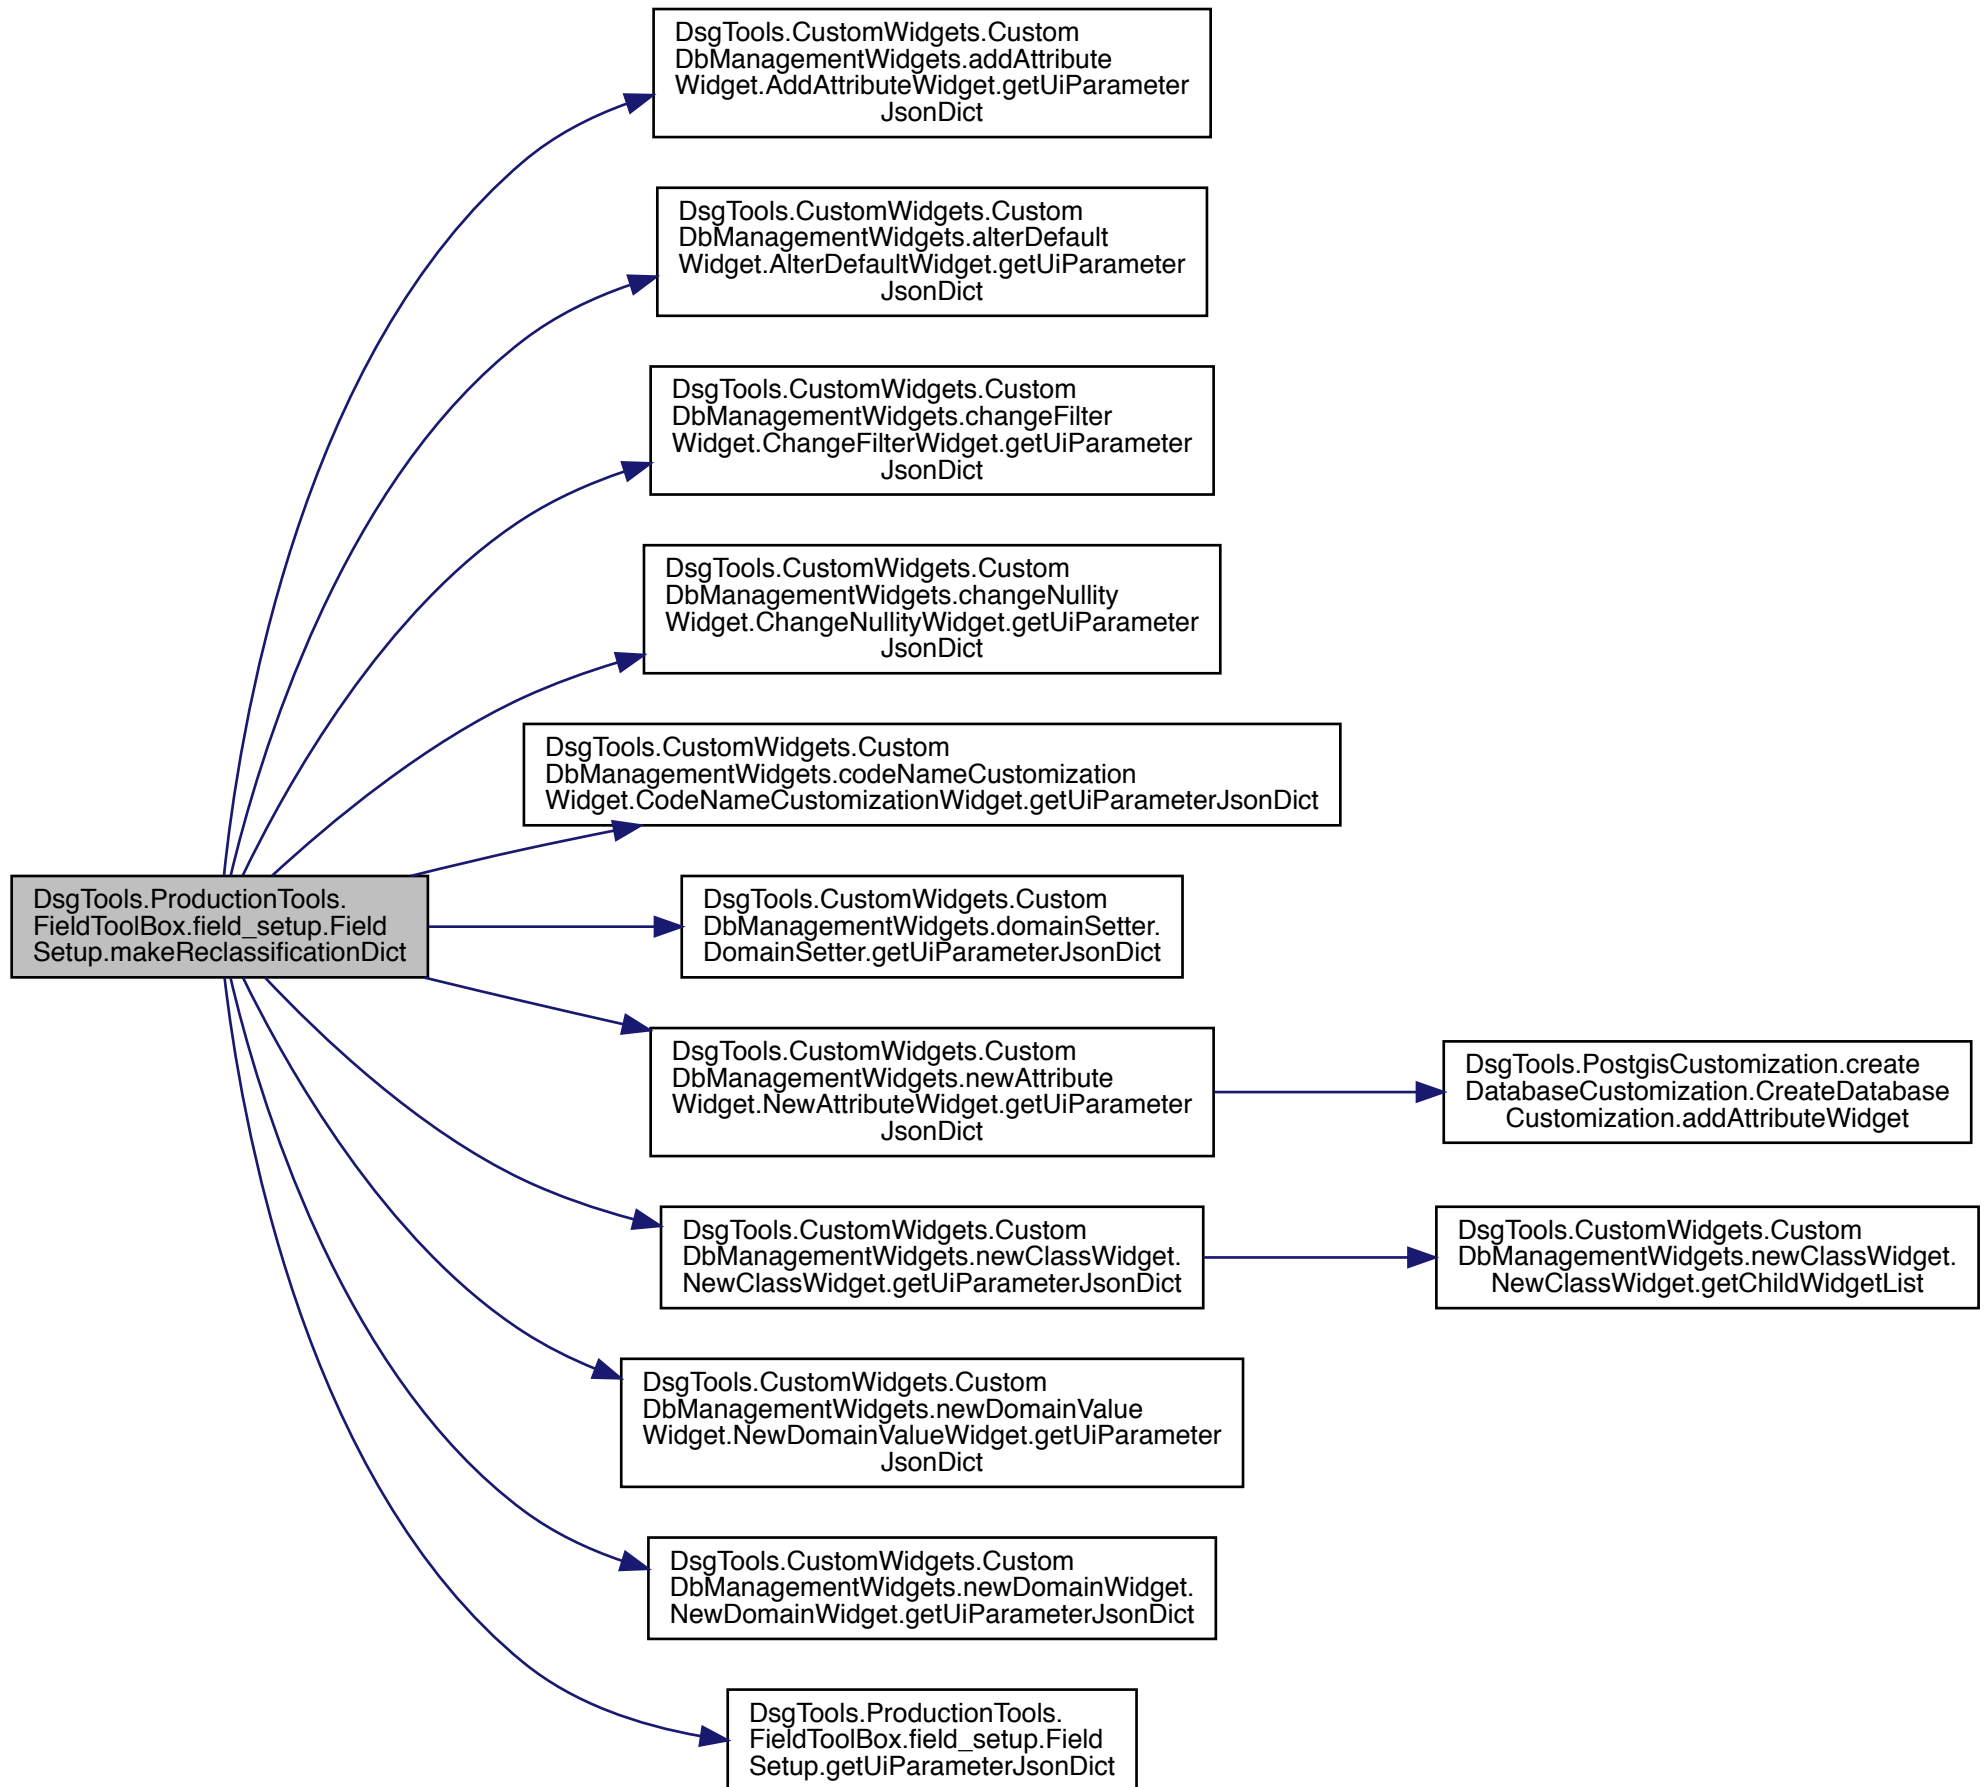 DsgTools.CustomWidgets.Custom
DbManagementWidgets.addAttribute
Widget.AddAttributeWidget.getUiParameter
JsonDict
DsgTools.CustomWidgets.Custom
DbManagementWidgets.alterDefault
Widget.AlterDefaultWidget.getUiParameter
JsonDict
DsgTools.CustomWidgets.Custom
DbManagementWidgets.changeFilter
Widget.ChangeFilterWidget.getUiParameter
JsonDict
DsgTools.CustomWidgets.Custom
DbManagementWidgets.changeNullity
Widget.ChangeNullityWidget.getUiParameter
JsonDict
DsgTools.CustomWidgets.Custom
DbManagementWidgets.codeNameCustomization
Widget.CodeNameCustomizationWidget.getUiParameterJsonDict
DsgTools.ProductionTools.
FieldToolBox.field_setup.Field
Setup.makeReclassificationDict
DsgTools.CustomWidgets.Custom
DbManagementWidgets.domainSetter.
DomainSetter.getUiParameterJsonDict
DsgTools.CustomWidgets.Custom
DbManagementWidgets.newAttribute
Widget.NewAttributeWidget.getUiParameter
JsonDict
DsgTools.PostgisCustomization.create
DatabaseCustomization.CreateDatabase
Customization.addAttributeWidget
DsgTools.CustomWidgets.Custom
DbManagementWidgets.newClassWidget.
NewClassWidget.getUiParameterJsonDict
DsgTools.CustomWidgets.Custom
DbManagementWidgets.newClassWidget.
NewClassWidget.getChildWidgetList
DsgTools.CustomWidgets.Custom
DbManagementWidgets.newDomainValue
Widget.NewDomainValueWidget.getUiParameter
JsonDict
DsgTools.CustomWidgets.Custom
DbManagementWidgets.newDomainWidget.
NewDomainWidget.getUiParameterJsonDict
DsgTools.ProductionTools.
FieldToolBox.field_setup.Field
Setup.getUiParameterJsonDict